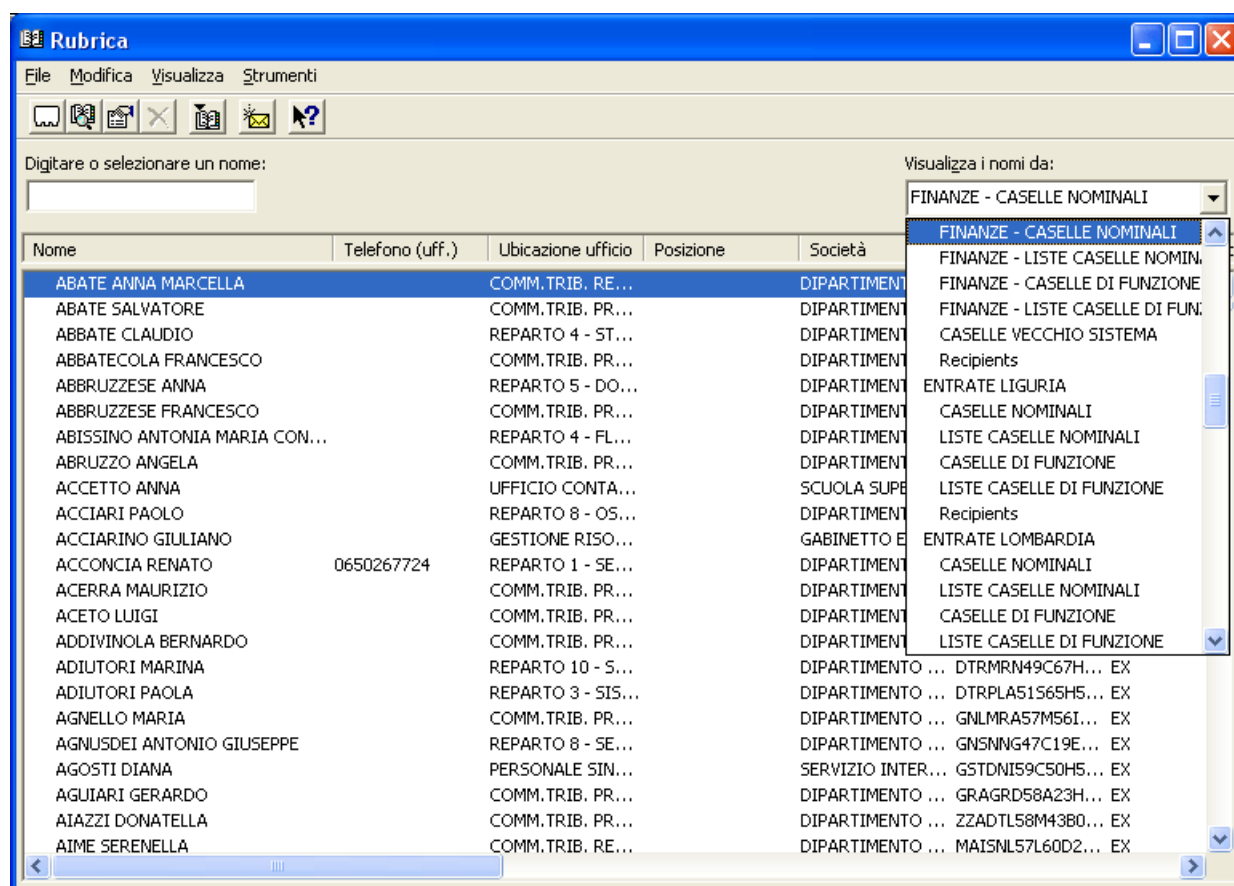 Rubrica
File Modifica Visualizza Strumenti
Digitare o selezionare un nome:
Visualizza i nomi da:
FINANZE - CASELLE NOMINALI
Nome Telefono (uff.) Ubicazione ufficio Posizione Società
ABATE ANNA MARCELLA COMM.TRIB. RE... DIPARTIMENT
ABATE SALVATORE COMM.TRIB. PR... DIPARTIMENT
ABBATE CLAUDIO REPARTO 4 - ST... DIPARTIMENT
ABBATECOLA FRANCESCO COMM.TRIB. PR... DIPARTIMENT
ABBRUZZESE ANNA REPARTO 5 - DO... DIPARTIMENT
ABBRUZZESE FRANCESCO COMM.TRIB. PR... DIPARTIMENT
ABISSINO ANTONIA MARIA CON... REPARTO 4 - FL... DIPARTIMENT
ABRUZZO ANGELA COMM.TRIB. PR... DIPARTIMENT
ACCETTO ANNA UFFICIO CONTA... SCUOLA SUPE
ACCIARI PAOLO REPARTO 8 - OS... DIPARTIMENT
ACCIARINO GIULIANO GESTIONE RISO... GABINETTO E
ACCONCIA RENATO 0650267724 REPARTO 1 - SE... DIPARTIMENT
ACERRA MAURIZIO COMM.TRIB. PR... DIPARTIMENT
ACETO LUIGI COMM.TRIB. PR... DIPARTIMENT
ADDIVINOLA BERNARDO COMM.TRIB. PR... DIPARTIMENT
ADIUTORI MARINA REPARTO 10 - S... DIPARTIMENTO ... DTRMRN49C67H... EX
ADIUTORI PAOLA REPARTO 3 - SIS... DIPARTIMENTO ... DTRPLA51S65H5... EX
AGNELLO MARIA COMM.TRIB. PR... DIPARTIMENTO ... GNLMRA57M56I... EX
AGNUSDEI ANTONIO GIUSEPPE REPARTO 8 - SE... DIPARTIMENTO ... GNSNNG47C19E... EX
AGOSTI DIANA PERSONALE SIN... SERVIZIO INTER... GSTDNI59C50H5... EX
AGUIARI GERARDO COMM.TRIB. PR... DIPARTIMENTO ... GRAGRD58A23H... EX
AIAZZI DONATELLA COMM.TRIB. PR... DIPARTIMENTO ... ZZADTL58M43B0... EX
AIME SERENELLA COMM.TRIB. RE... DIPARTIMENTO ... MAISNL57L60D2... EX
FINANZE - CASELLE NOMINALI
FINANZE - LISTE CASELLE NOMIN
FINANZE - CASELLE DI FUNZIONE
FINANZE - LISTE CASELLE DI FUN
CASELLE VECCHIO SISTEMA
Recipients
ENTRATE LIGURIA
CASELLE NOMINALI
LISTE CASELLE NOMINALI
CASELLE DI FUNZIONE
LISTE CASELLE DI FUNZIONE
Recipients
ENTRATE LOMBARDIA
CASELLE NOMINALI
LISTE CASELLE NOMINALI
CASELLE DI FUNZIONE
LISTE CASELLE DI FUNZIONE